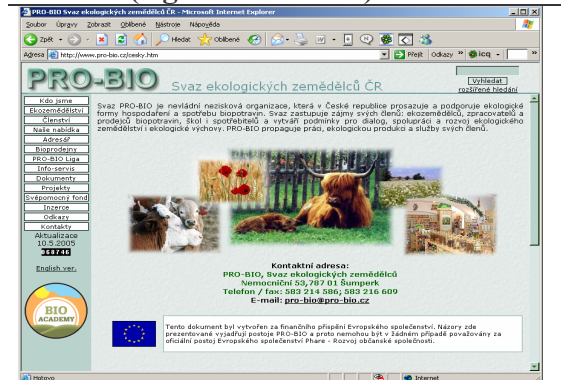 PRO-BIO Svaz ekologických zemědělců ČR - Microsoft Internet Explorer
Soubor Úpravy Zobrazit Oblíbené Nástroje Nápověda
Zpět Hledat Oblíbené
Adresa http://www.pro-bio.cz/cesky.htm Přejít Odkazy » icq »
PRO-BIO Svaz ekologických zemědělců ČR
Vyhledat
rozšířené hledání
Kdo jsme
Ekozemědělství
Členství
Naše nabídka
Adresář
Bioprodejny
PRO-BIO Liga
Info-servis
Dokumenty
Projekty
Svépomocný fond
Inzerce
Odkazy
Kontakty
Aktualizace
10.5.2005
068746
English ver.
BIO
ACADEMY
Svaz PRO-BIO je nevládní nezisková organizace, která v České republice prosazuje a podporuje ekologické
formy hospodaření a spotřebu biopotravin. Svaz zastupuje zájmy svých členů: ekozemědělců, zpracovatelů a
prodejců biopotravin, škol i spotřebitelů a vytváří podmínky pro dialog, spolupráci a rozvoj ekologického
zemědělství i ekologické výchovy. PRO-BIO propaguje práci, ekologickou produkci a služby svých členů.
Kontaktní adresa:
PRO-BIO, Svaz ekologických zemědělců
Nemocniční 53,787 01 Šumperk
Telefon / fax: 583 214 586; 583 216 609
E-mail: pro-bio@pro-bio.cz
Tento dokument byl vytvořen za finančního přispění Evropského společenství. Názory zde
prezentované vyjadřují postoje PRO-BIO a proto nemohou být v žádném případě považovány za
oficiální postoj Evropského společenství Phare - Rozvoj občanské společnosti.
Hotovo Internet